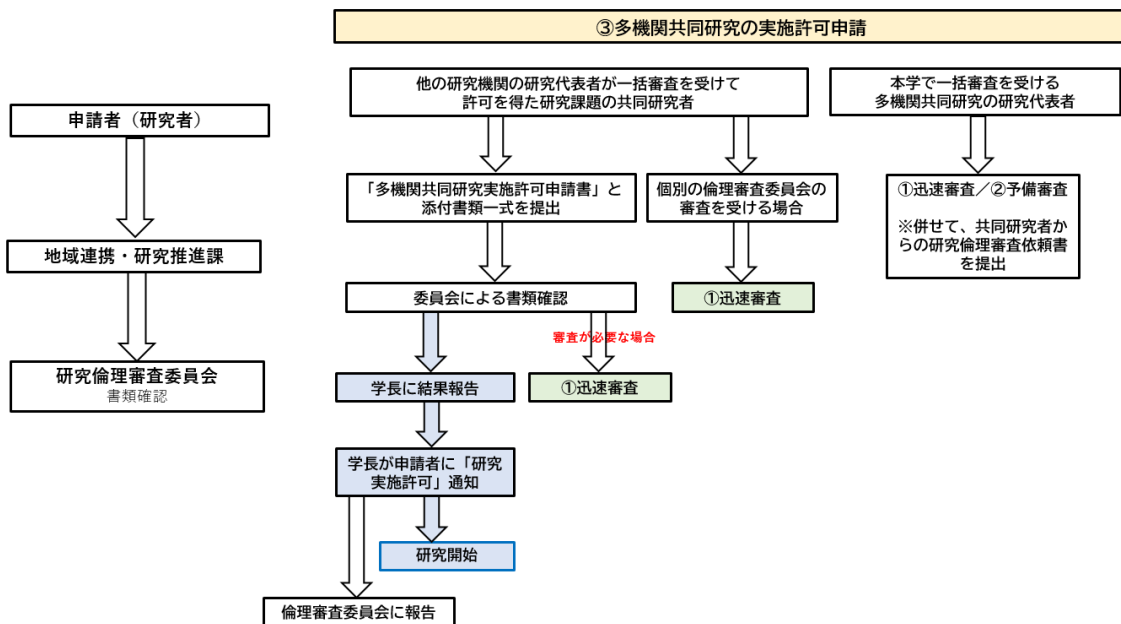 ③多機関共同研究の実施許可申請
申請者（研究者）
地域連携・研究推進課
研究倫理審査委員会
書類確認
他の研究機関の研究代表者が一括審査を受けて
許可を得た研究課題の共同研究者
「多機関共同研究実施許可申請書」と
添付書類一式を提出
委員会による書類確認
学長に結果報告
学長が申請者に「研究
実施許可」通知
研究開始
倫理審査委員会に報告
審査が必要な場合
①迅速審査
個別の倫理審査委員会の
審査を受ける場合
①迅速審査
本学で一括審査を受ける
多機関共同研究の研究代表者
①迅速審査／②予備審査
※併せて、共同研究者か
らの研究倫理審査依頼書
を提出